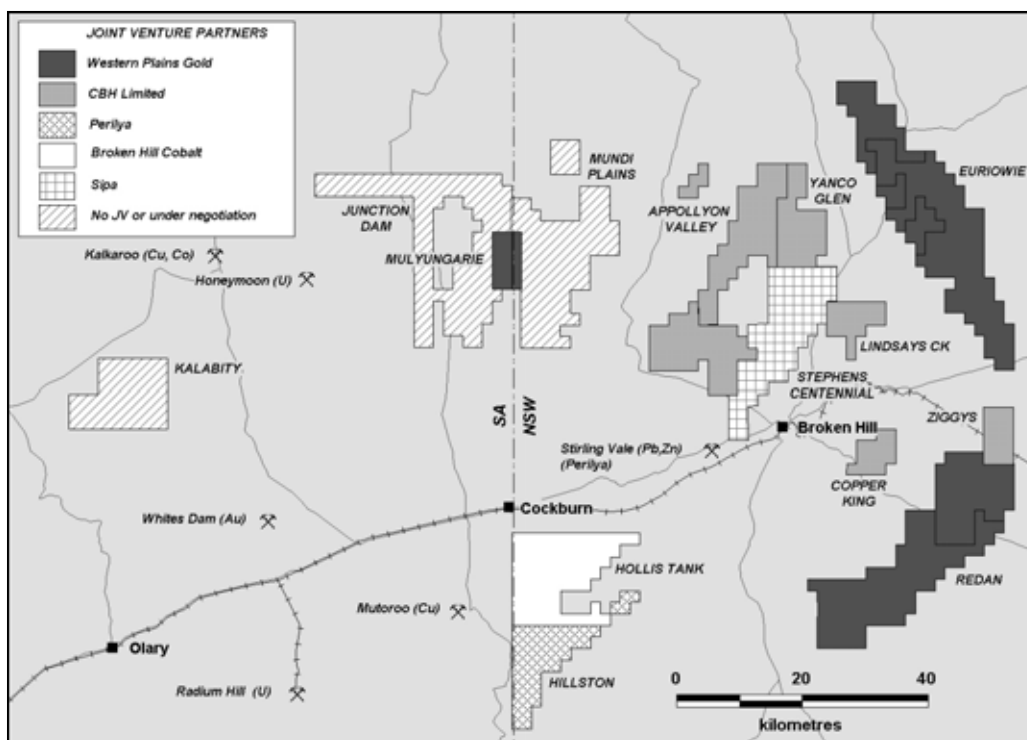 JOINT VENTURE PARTNERS
Western Plains Gold
CBH Limited
Perilya
Broken Hill Cobalt
Sipa
No JV or under negotiation
MUNDI
PLAINS
EURIOWIE
YANCO
GLEN
APPOLLYON
VALLEY
JUNCTION
DAM
MULYUNGARIE
Kalkaroo (Cu, Co)
Honeymoon (U)
LINDSAYS CK
KALABITY
STEPHENS
CENTENNIAL
SA
NSW
ZIGGYS
Broken Hill
Stirling Vale (Pb,Zn)
(Perilya)
COPPER
KING
Cockburn
Whites Dam (Au)
HOLLIS TANK
REDAN
Mutoroo (Cu)
Olary
HILLSTON
Radium Hill (U)
0 20 40
kilometres